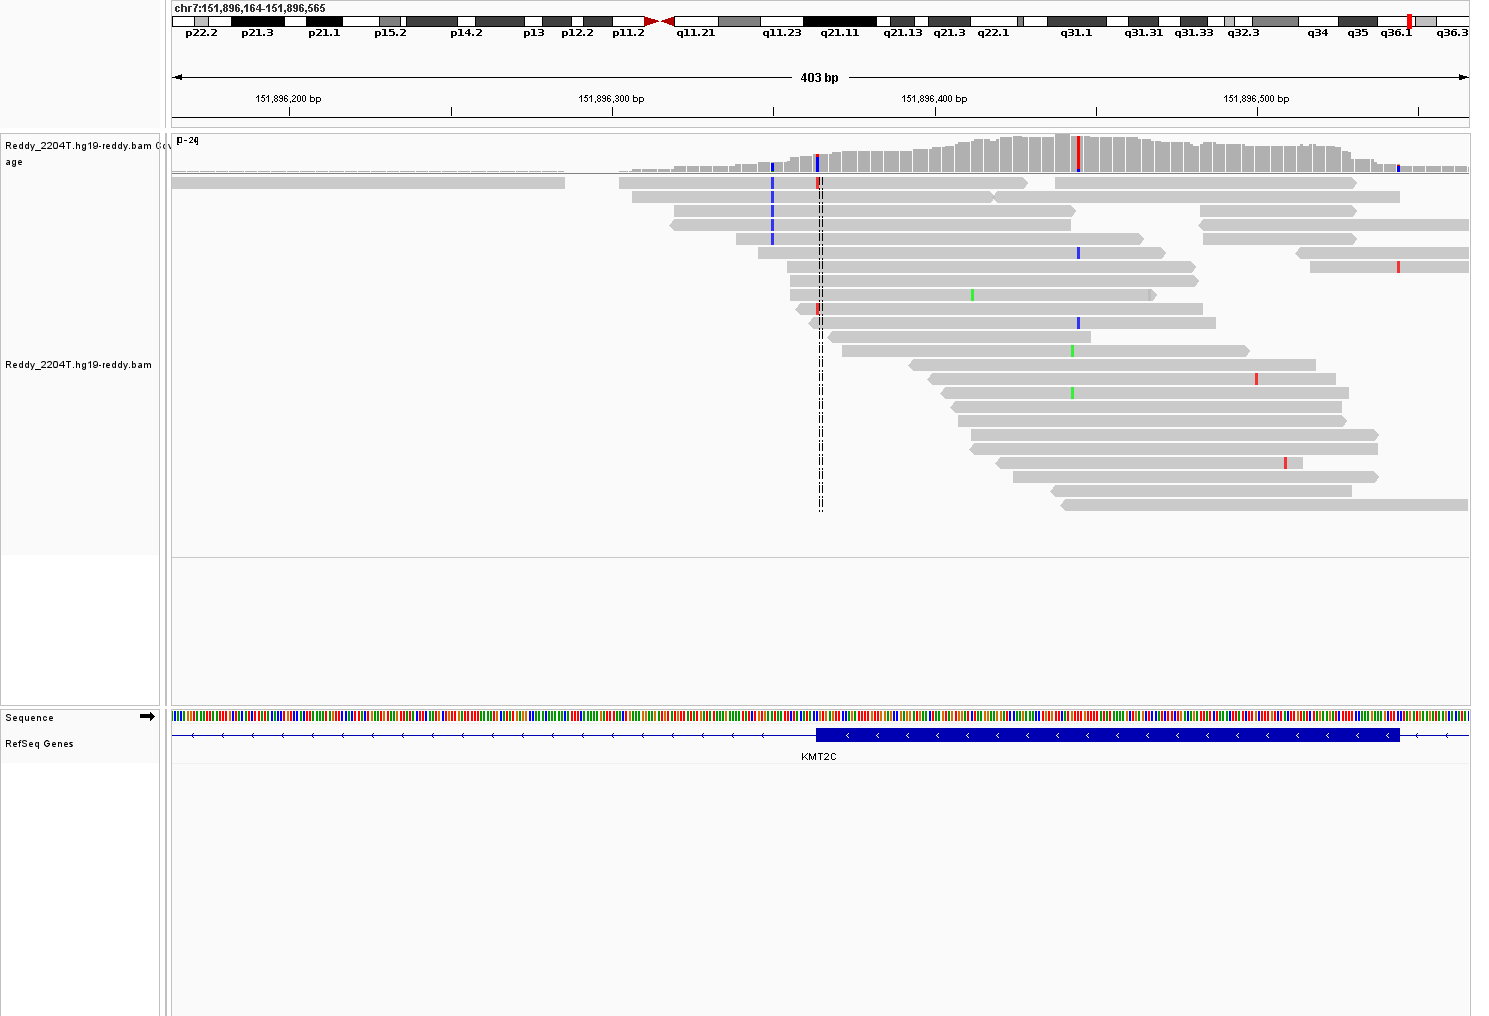 chr7:151,896,164-151,896,565
p22.2 p21.3 p21.1 p15.2 p14.2 p13 p12.2 p11.2 q11.21 q11.23 q21.11 q21.13 q21.3 q22.1 q31.1 q31.31 q31.33 q32.3 q34 q35 q36.1 q36.3
403 bp
151,896,200 bp 151,896,300 bp 151,896,400 bp 151,896,500 bp
[0 - 24]
Reddy_2204T.hg19-reddy.bam Cov
age
Reddy_2204T.hg19-reddy.bam
Sequence
RefSeq Genes
KMT2C